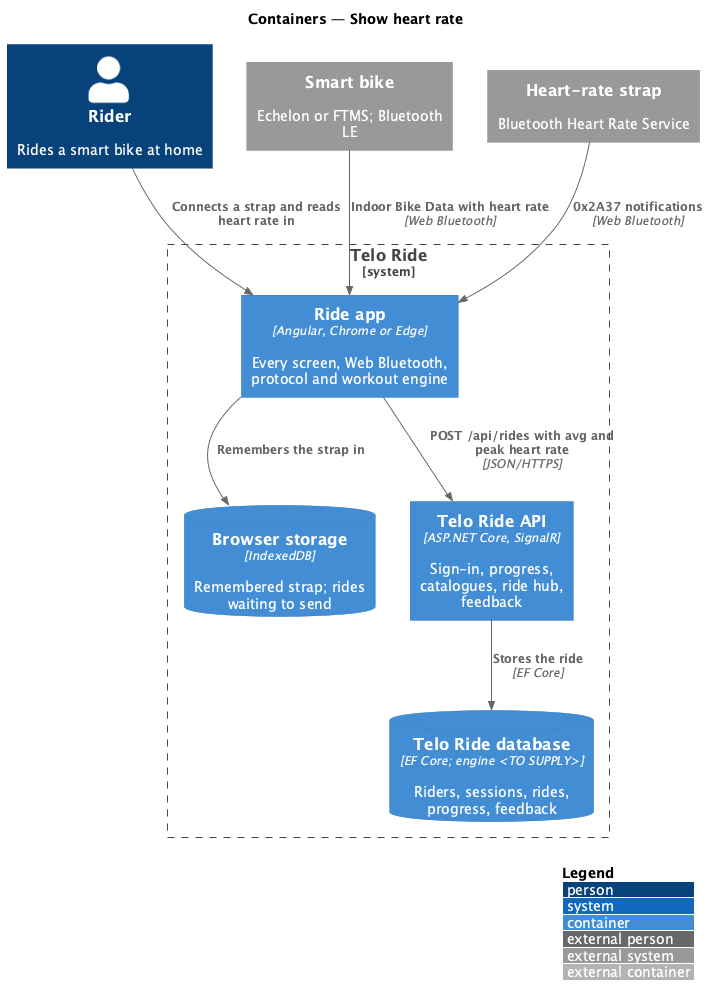 Containers — Show heart rate
Rider
Rides a smart bike at home
Smart bike
Echelon or FTMS; Bluetooth
LE
Heart-rate strap
Bluetooth Heart Rate Service
Connects a strap and reads
heart rate in
Indoor Bike Data with heart rate
[Web Bluetooth]
0x2A37 notifications
[Web Bluetooth]
Telo Ride
[system]
Ride app
[Angular, Chrome or Edge]
Every screen, Web Bluetooth,
protocol and workout engine
Remembers the strap in
POST /api/rides with avg and
peak heart rate
[JSON/HTTPS]
Browser storage
[IndexedDB]
Remembered strap; rides
waiting to send
Telo Ride API
[ASP.NET Core, SignalR]
Sign-in, progress,
catalogues, ride hub,
feedback
Stores the ride
[EF Core]
Telo Ride database
[EF Core; engine <TO SUPPLY>]
Riders, sessions, rides,
progress, feedback
Legend
person
system
container
external person
external system
external container